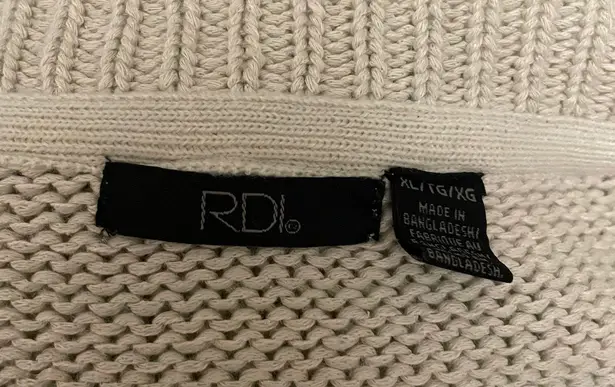 RDI
XL/TG/XG
MADE IN
BANGLADESH/
FABRIQUE AU
BANGLADESH.